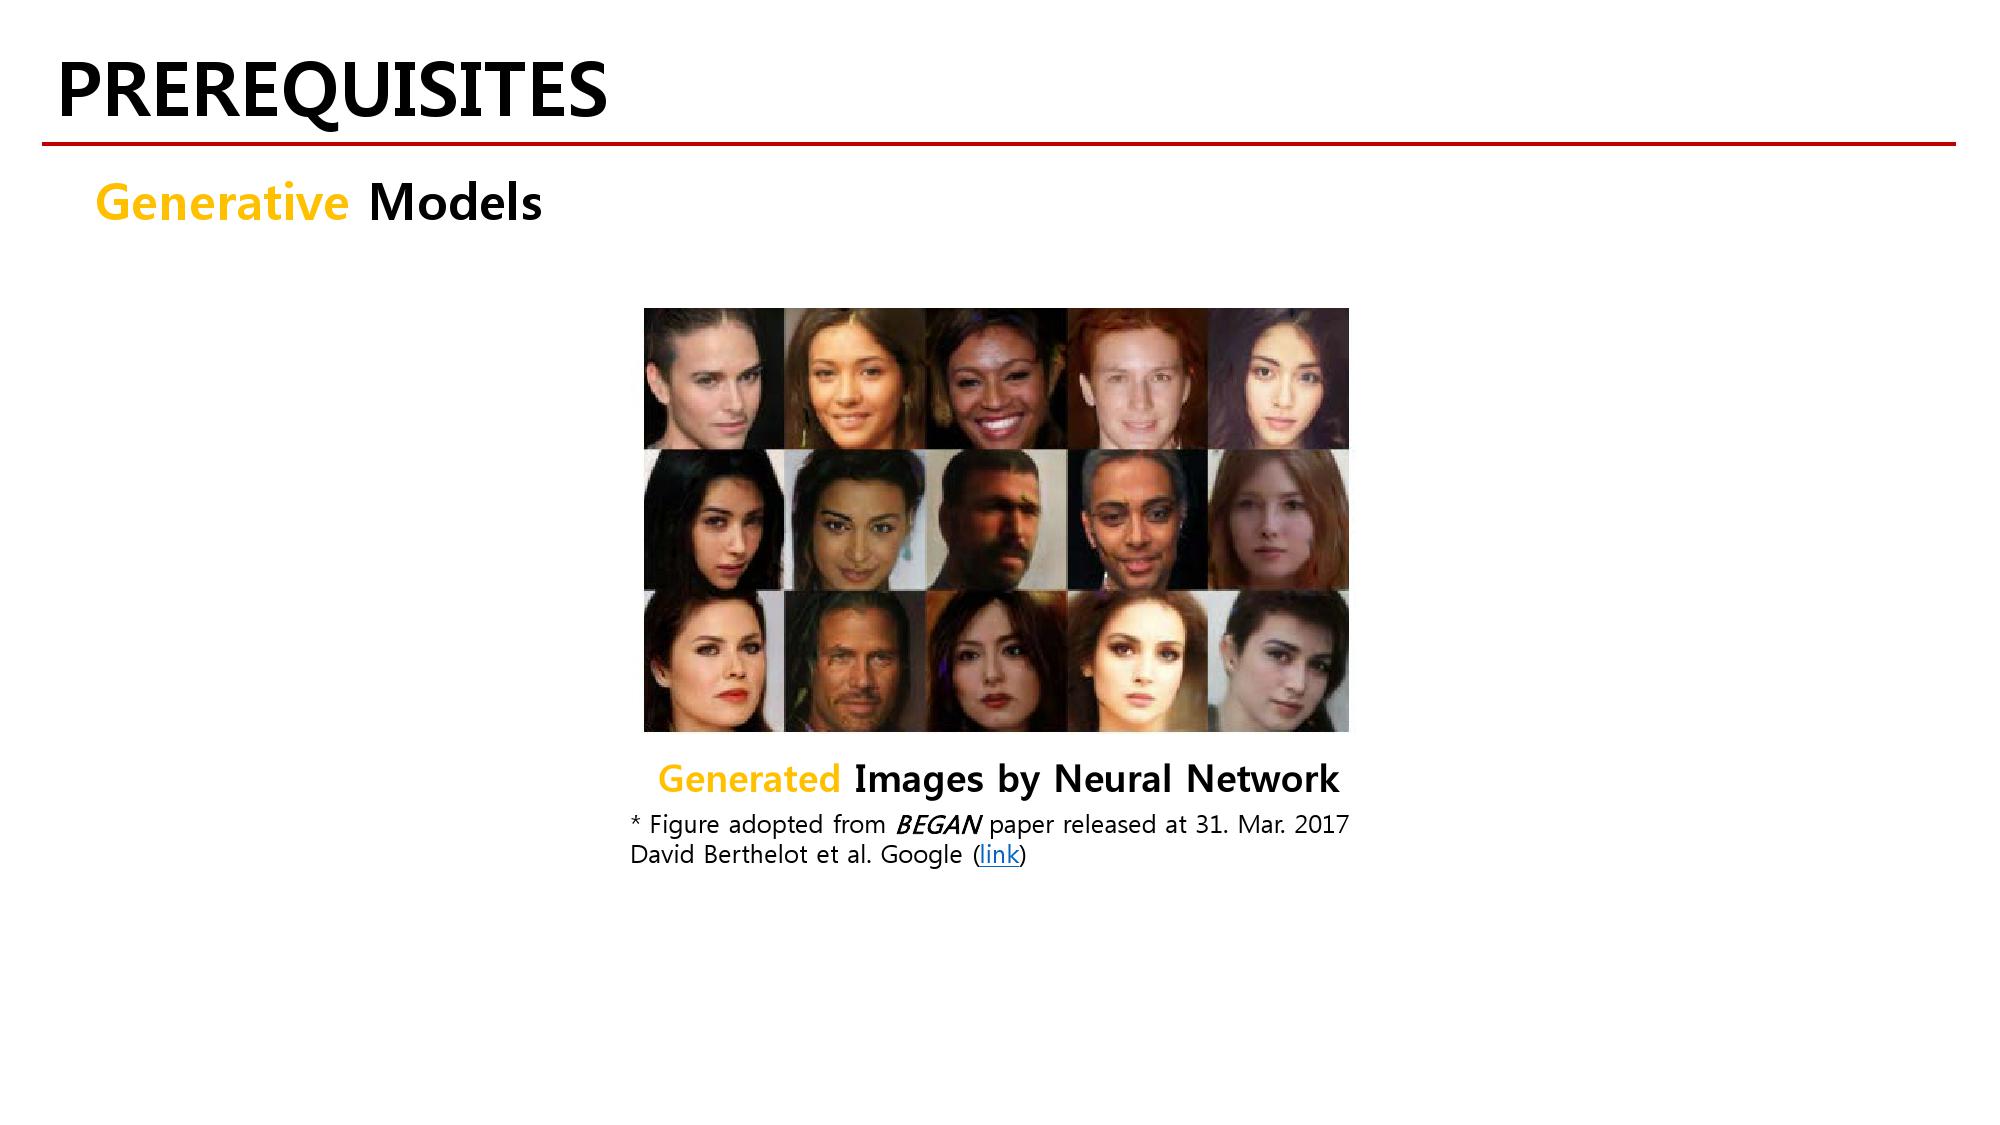 PREREQUISITES
Generative Models
Generated Images by Neural Network
* Figure adopted from BEGAN paper released at 31. Mar. 2017
David Berthelot et al. Google (link)